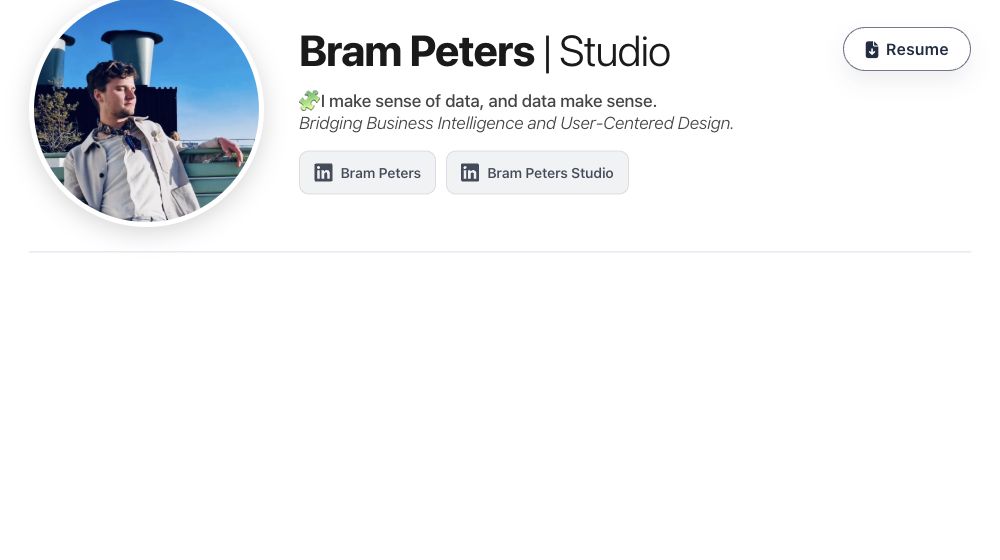 Bram Peters | Studio
Resume
I make sense of data, and data make sense.
Bridging Business Intelligence and User-Centered Design.
Bram Peters
Bram Peters Studio